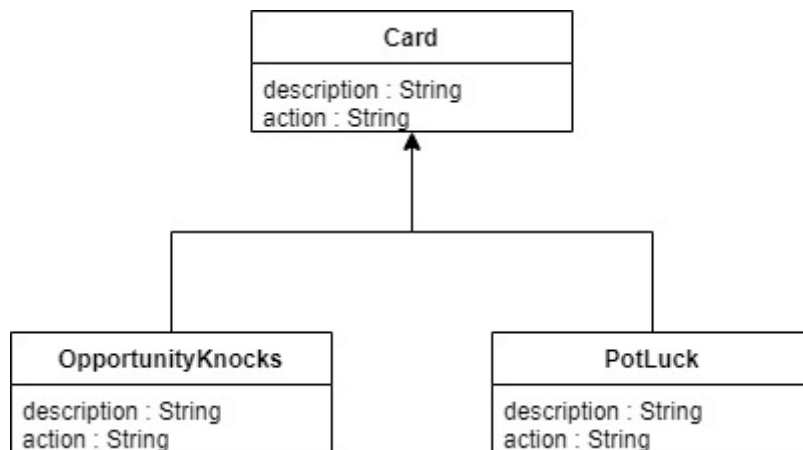 Card
description : String
action : String
OpportunityKnocks
description : String
action : String
PotLuck
description : String
action : String